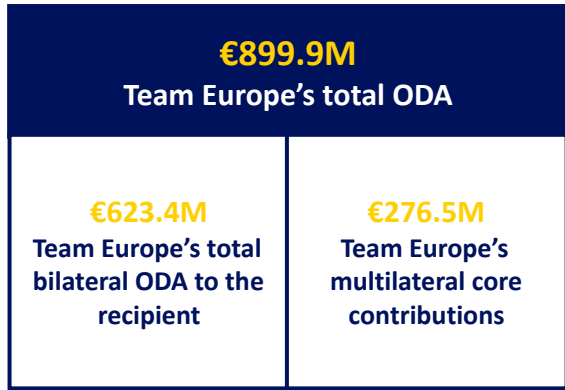 €899.9M
Team Europe’s total ODA
€623.4M
Team Europe’s total
bilateral ODA to the
recipient
€276.5M
Team Europe’s
multilateral core
contributions